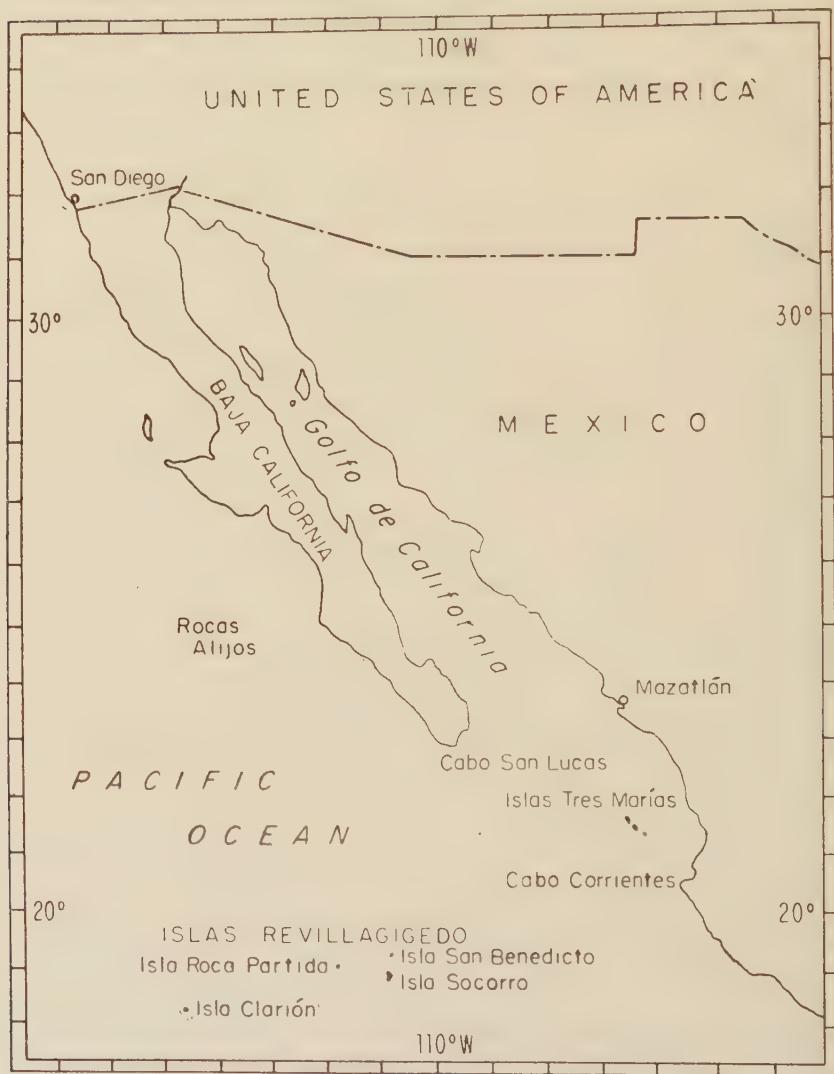 110°W
UNITED STATES OF AMERICA
San Diego
30°
30°
MEXICO
BAJA CALIFORNIA
Golfo de California
Rocas
Alijos
Mazatlán
Cabo San Lucas
PACIFIC
OCEAN
Islas Tres Marías
Cabo Corrientes
20°
20°
ISLAS REVILLAGIGEDO
Isla San Benedicto
Isla Roca Partida
Isla Socorro
Isla Clarión
110°W